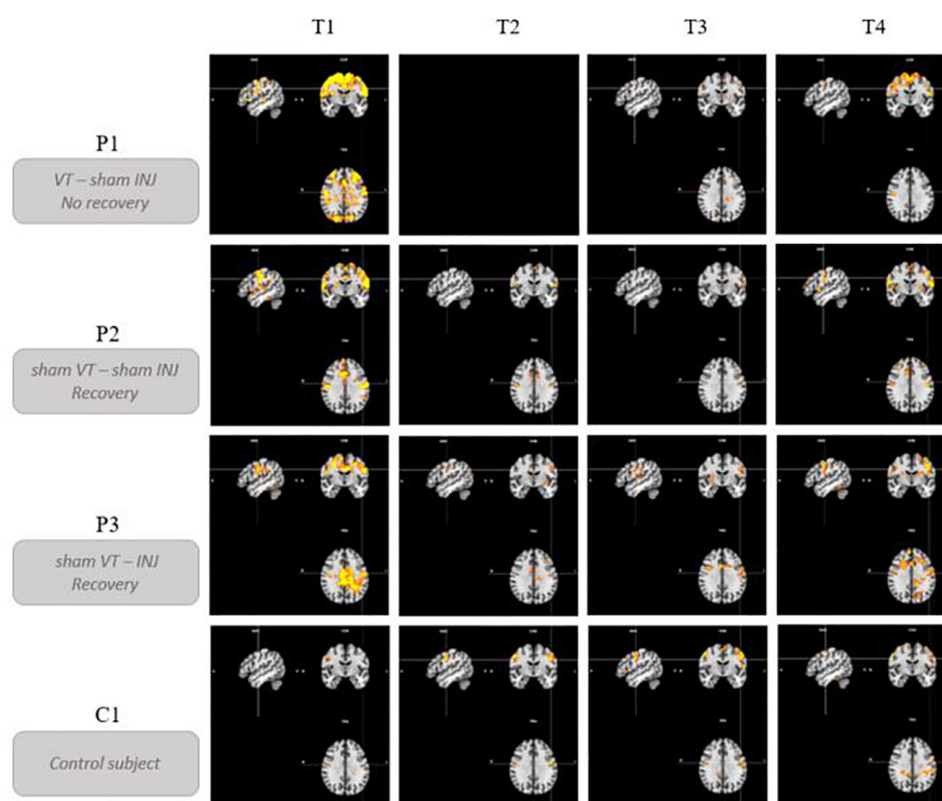 T1 T2 T3 T4
P1
VT – sham INJ
No recovery
P2
sham VT – sham INJ
Recovery
P3
sham VT – INJ
Recovery
C1
Control subject